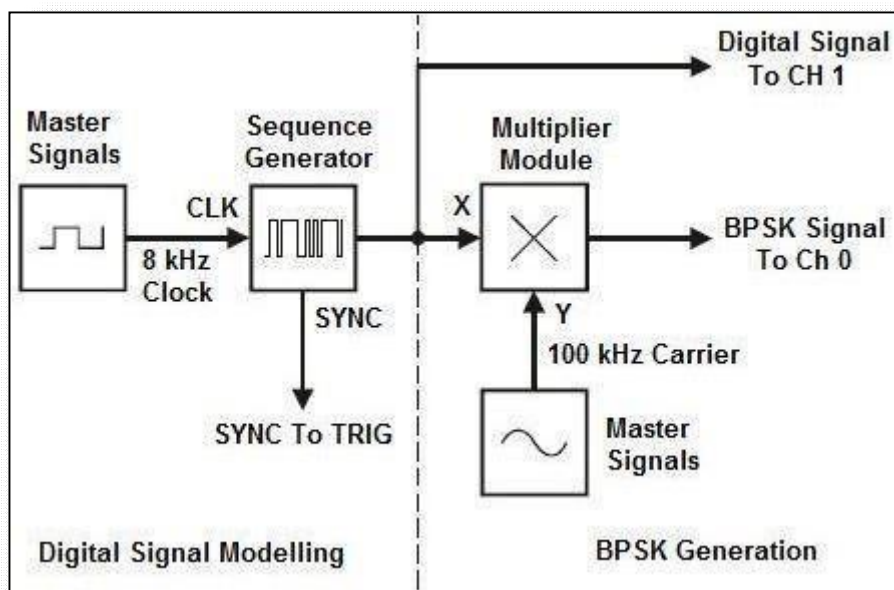 Digital Signal
To CH 1
Master
Signals
Sequence
Generator
Multiplier
Module
CLK
X
8 kHz
Clock
BPSK Signal
To Ch 0
SYNC
Y
100 kHz Carrier
SYNC To TRIG
Master
Signals
Digital Signal Modelling
BPSK Generation